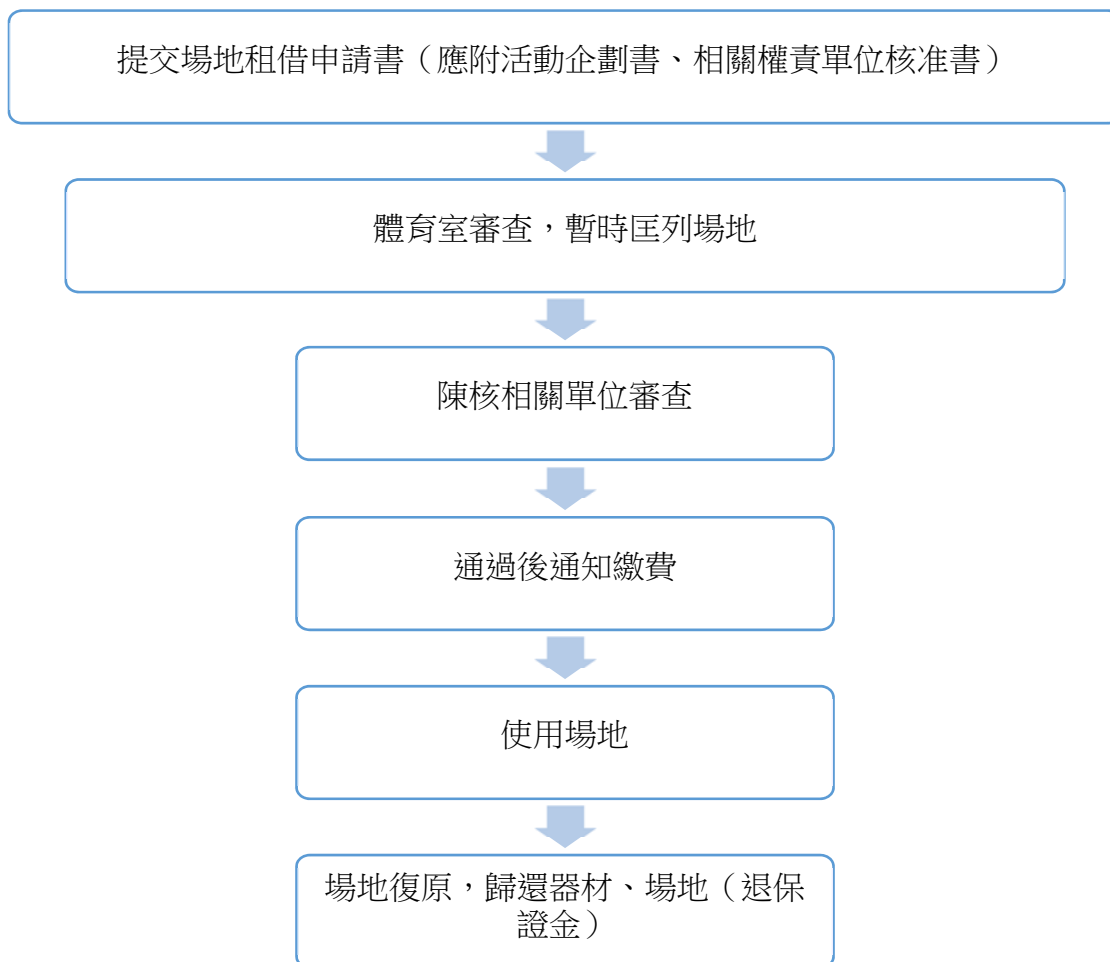 提交場地租借申請書（應附活動企劃書、相關權責單位核准書）
體育室審查，暫時匡列場地
陳核相關單位審查
通過後通知繳費
使用場地
場地復原，歸還器材、場地（退保
證金）